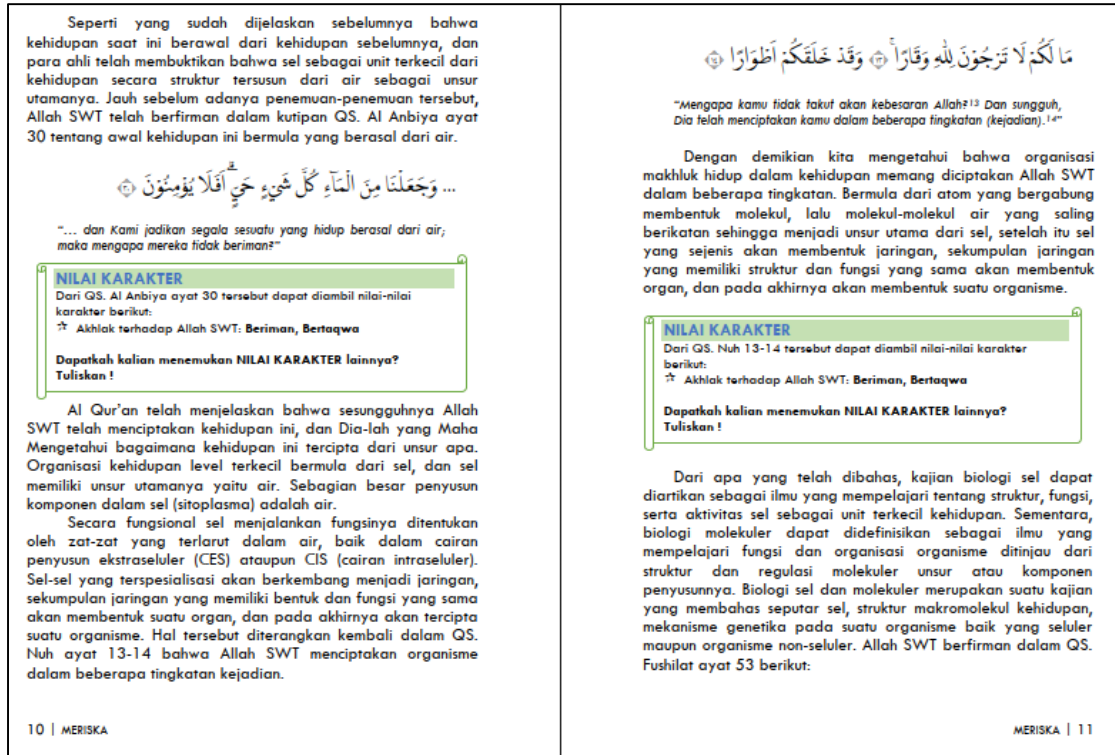 Seperti yang sudah dijelaskan sebelumnya bahwa
kehidupan saat ini berawal dari kehidupan sebelumnya, dan
para ahli telah membuktikan bahwa sel sebagai unit terkecil dari
kehidupan secara struktur tersusun dari air sebagai unsur
utamanya. Jauh sebelum adanya penemuan-penemuan tersebut,
Allah SWT telah berfirman dalam kutipan QS. Al Anbiya ayat
30 tentang awal kehidupan ini bermula yang berasal dari air.
... وَجَعَلْنَا مِنَ الْمَاۤءِ كُلَّ شَيْءٍ حَيٍّۗ اَفَلَا يُؤْمِنُوْنَ ۝٣٠
"... dan Kami jadikan segala sesuatu yang hidup berasal dari air;
maka mengapa mereka tidak beriman?"
NILAI KARAKTER
Dari QS. Al Anbiya ayat 30 tersebut dapat diambil nilai-nilai
karakter berikut:
☆ Akhlak terhadap Allah SWT: Beriman, Bertaqwa
Dapatkah kalian menemukan NILAI KARAKTER lainnya?
Tuliskan !
Al Qur'an telah menjelaskan bahwa sesungguhnya Allah
SWT telah menciptakan kehidupan ini, dan Dia-lah yang Maha
Mengetahui bagaimana kehidupan ini tercipta dari unsur apa.
Organisasi kehidupan level terkecil bermula dari sel, dan sel
memiliki unsur utamanya yaitu air. Sebagian besar penyusun
komponen dalam sel (sitoplasma) adalah air.
Secara fungsional sel menjalankan fungsinya ditentukan
oleh zat-zat yang terlarut dalam air, baik dalam cairan
penyusun ekstraseluler (CES) ataupun CIS (cairan intraseluler).
Sel-sel yang terspesialisasi akan berkembang menjadi jaringan,
sekumpulan jaringan yang memiliki bentuk dan fungsi yang sama
akan membentuk suatu organ, dan pada akhirnya akan tercipta
suatu organisme. Hal tersebut diterangkan kembali dalam QS.
Nuh ayat 13-14 bahwa Allah SWT menciptakan organisme
dalam beberapa tingkatan kejadian.
10 | MERISKA
مَا لَكُمْ لَا تَرْجُوْنَ لِلّٰهِ وَقَارًاۚ ۝١٣ وَقَدْ خَلَقَكُمْ اَطْوَارًا ۝١٤
"Mengapa kamu tidak takut akan kebesaran Allah?¹³ Dan sungguh,
Dia telah menciptakan kamu dalam beberapa tingkatan (kejadian).¹⁴"
Dengan demikian kita mengetahui bahwa organisasi
makhluk hidup dalam kehidupan memang diciptakan Allah SWT
dalam beberapa tingkatan. Bermula dari atom yang bergabung
membentuk molekul, lalu molekul-molekul air yang saling
berikatan sehingga menjadi unsur utama dari sel, setelah itu sel
yang sejenis akan membentuk jaringan, sekumpulan jaringan
yang memiliki struktur dan fungsi yang sama akan membentuk
organ, dan pada akhirnya akan membentuk suatu organisme.
NILAI KARAKTER
Dari QS. Nuh 13-14 tersebut dapat diambil nilai-nilai karakter
berikut:
☆ Akhlak terhadap Allah SWT: Beriman, Bertaqwa
Dapatkah kalian menemukan NILAI KARAKTER lainnya?
Tuliskan !
Dari apa yang telah dibahas, kajian biologi sel dapat
diartikan sebagai ilmu yang mempelajari tentang struktur, fungsi,
serta aktivitas sel sebagai unit terkecil kehidupan. Sementara,
biologi molekuler dapat didefinisikan sebagai ilmu yang
mempelajari fungsi dan organisasi organisme ditinjau dari
struktur dan regulasi molekuler unsur atau komponen
penyusunnya. Biologi sel dan molekuler merupakan suatu kajian
yang membahas seputar sel, struktur makromolekul kehidupan,
mekanisme genetika pada suatu organisme baik yang seluler
maupun organisme non-seluler. Allah SWT berfirman dalam QS.
Fushilat ayat 53 berikut:
MERISKA | 11